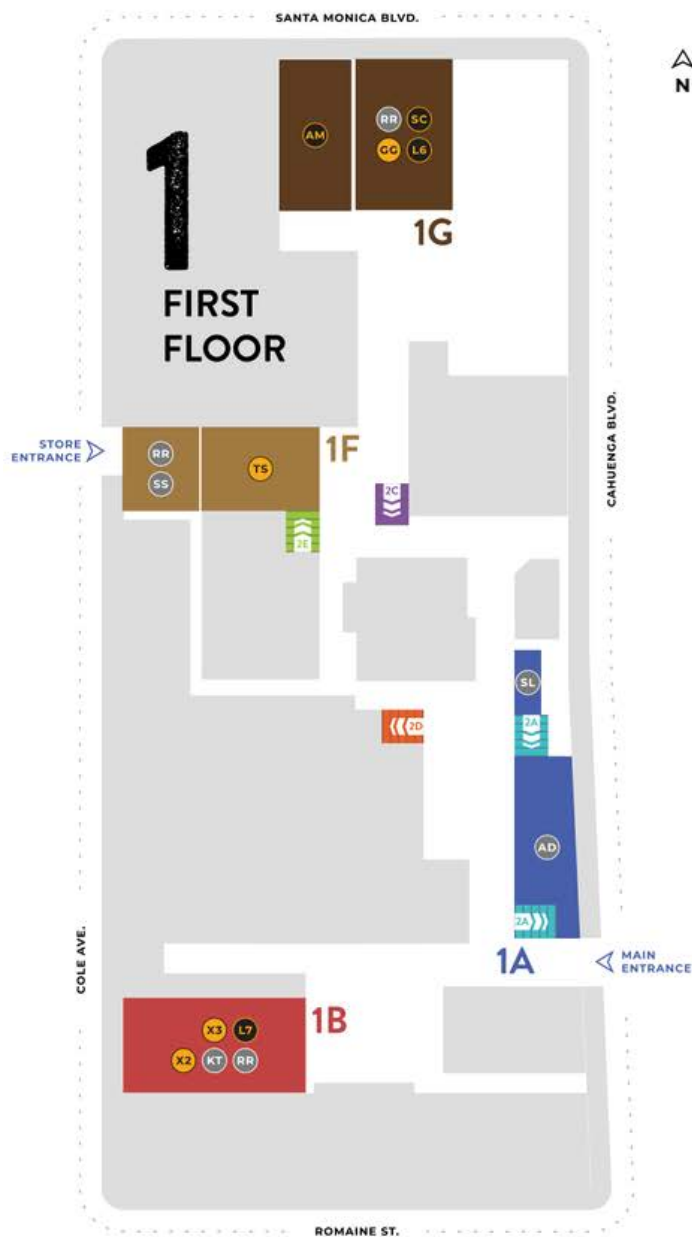 SANTA MONICA BLVD.
N
AM
RR SC
GG L6
1G
1
FIRST
FLOOR
CAHUENGA BLVD.
STORE
ENTRANCE
RR
SS
TS
1F
2C
2E
SL
2A
2D
AD
2A
1A
MAIN
ENTRANCE
COLE AVE.
X3 L7
X2 KT RR
1B
ROMAINE ST.